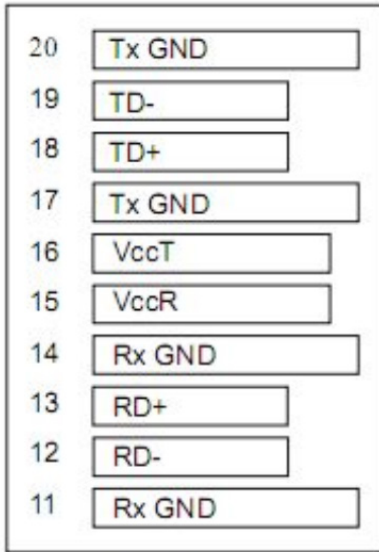 20 Tx GND
19 TD-
18 TD+
17 Tx GND
16 VccT
15 VccR
14 Rx GND
13 RD+
12 RD-
11 Rx GND